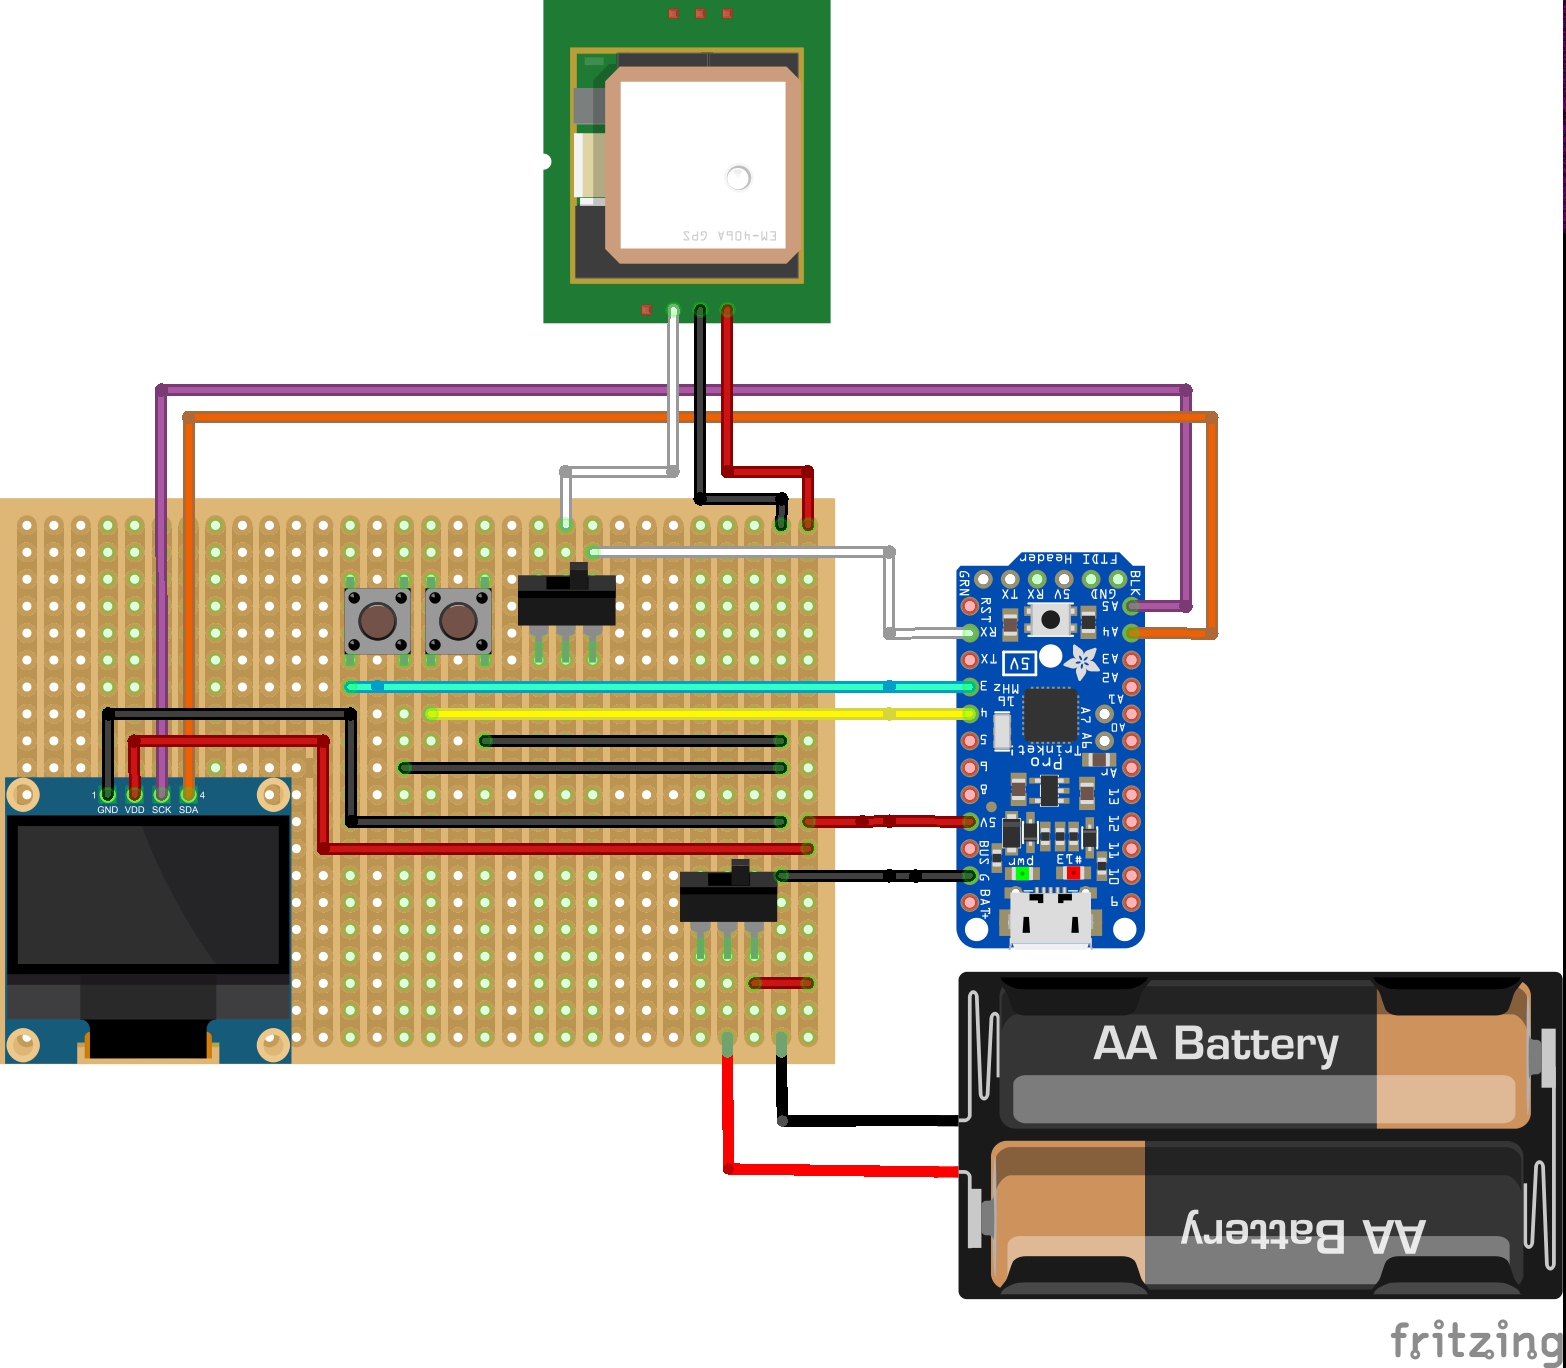 EM-406A GPS
FTDI Header
GRN
TX
RX
5V
GND
BLK
RST
A5
RX
A4
TX
5V
A3
3
MHz
16
A2
4
A1
A7
A0
5
A6
Trinket
Pro
6
Ar
8
13
5V
12
BUS
11
pwr
#13
G
10
BAT+
9
1
4
GND VDD SCK SDA
AA Battery
AA Battery
fritzing